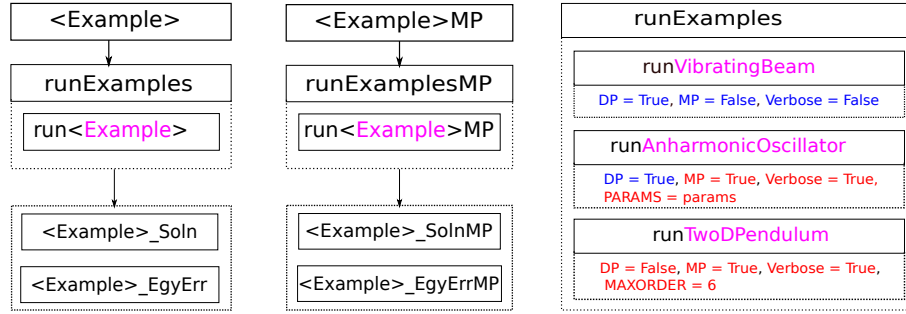 <Example>
runExamples
run<Example>
<Example>_Soln
<Example>_EgyErr
<Example>MP
runExamplesMP
run<Example>MP
<Example>_SolnMP
<Example>_EgyErrMP
runExamples
runVibratingBeam
DP = True, MP = False, Verbose = False
runAnharmonicOscillator
DP = True, MP = True, Verbose = True,
PARAMS = params
runTwoDPendulum
DP = False, MP = True, Verbose = True,
MAXORDER = 6